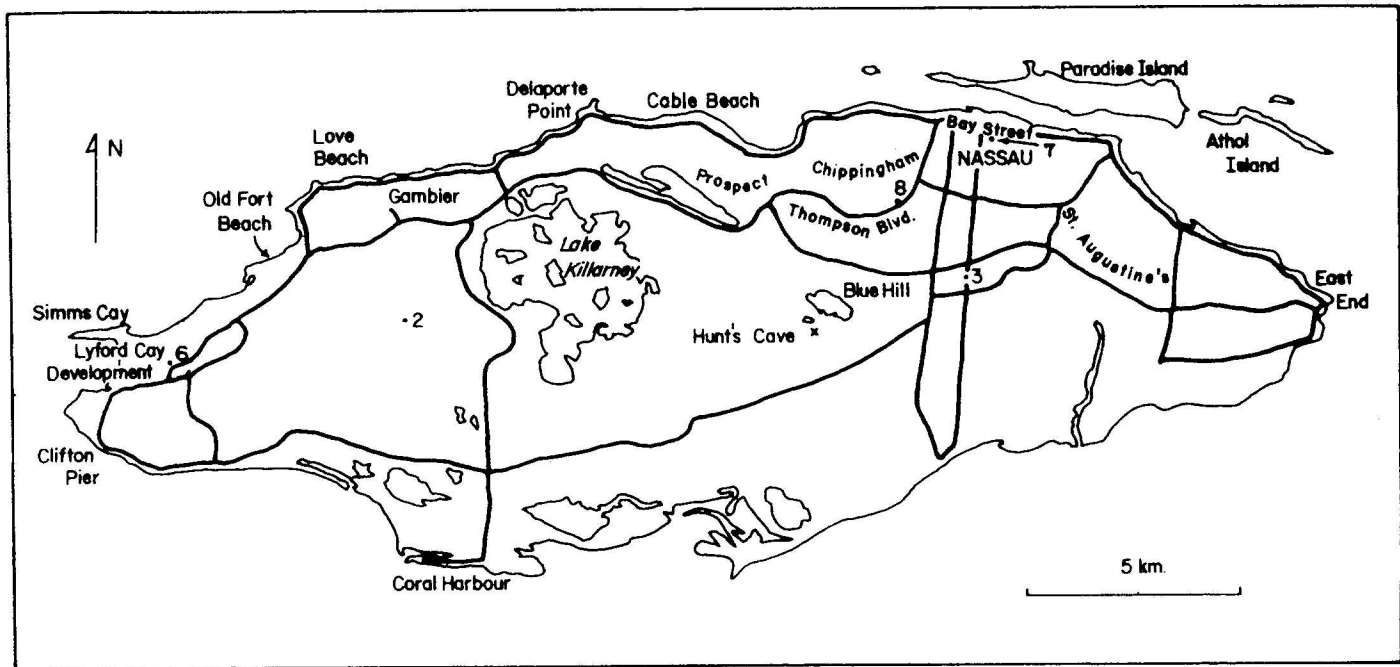 Paradise Island
Delaporte
Point
Cable Beach
N
Love
Beach
Bay Street
7
Athol
Island
NASSAU
Chippingham
Prospect
Gambier
8
Old Fort
Beach
Thompson Blvd.
St. Augustine's
Lake
Killarney
3
East
End
Blue Hill
Simms Cay
2
Hunt's Cave
Lyford Cay
6
Development
Clifton
Pier
5 km.
Coral Harbour